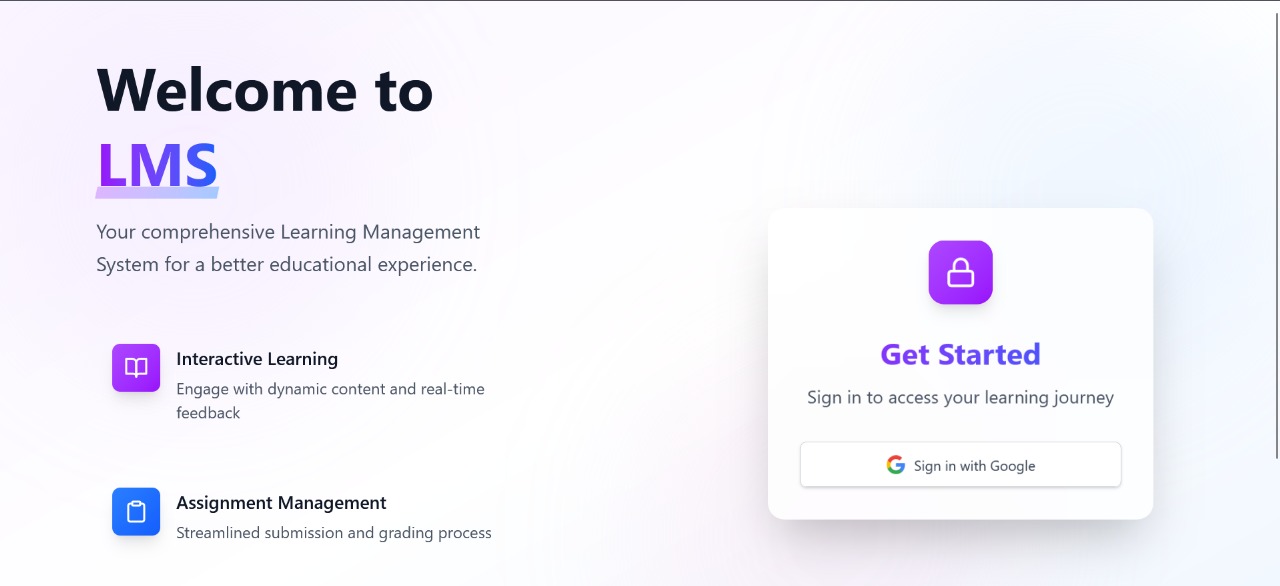 Welcome to
LMS
Your comprehensive Learning Management
System for a better educational experience.
Interactive Learning
Engage with dynamic content and real-time
feedback
Assignment Management
Streamlined submission and grading process
Get Started
Sign in to access your learning journey
Sign in with Google